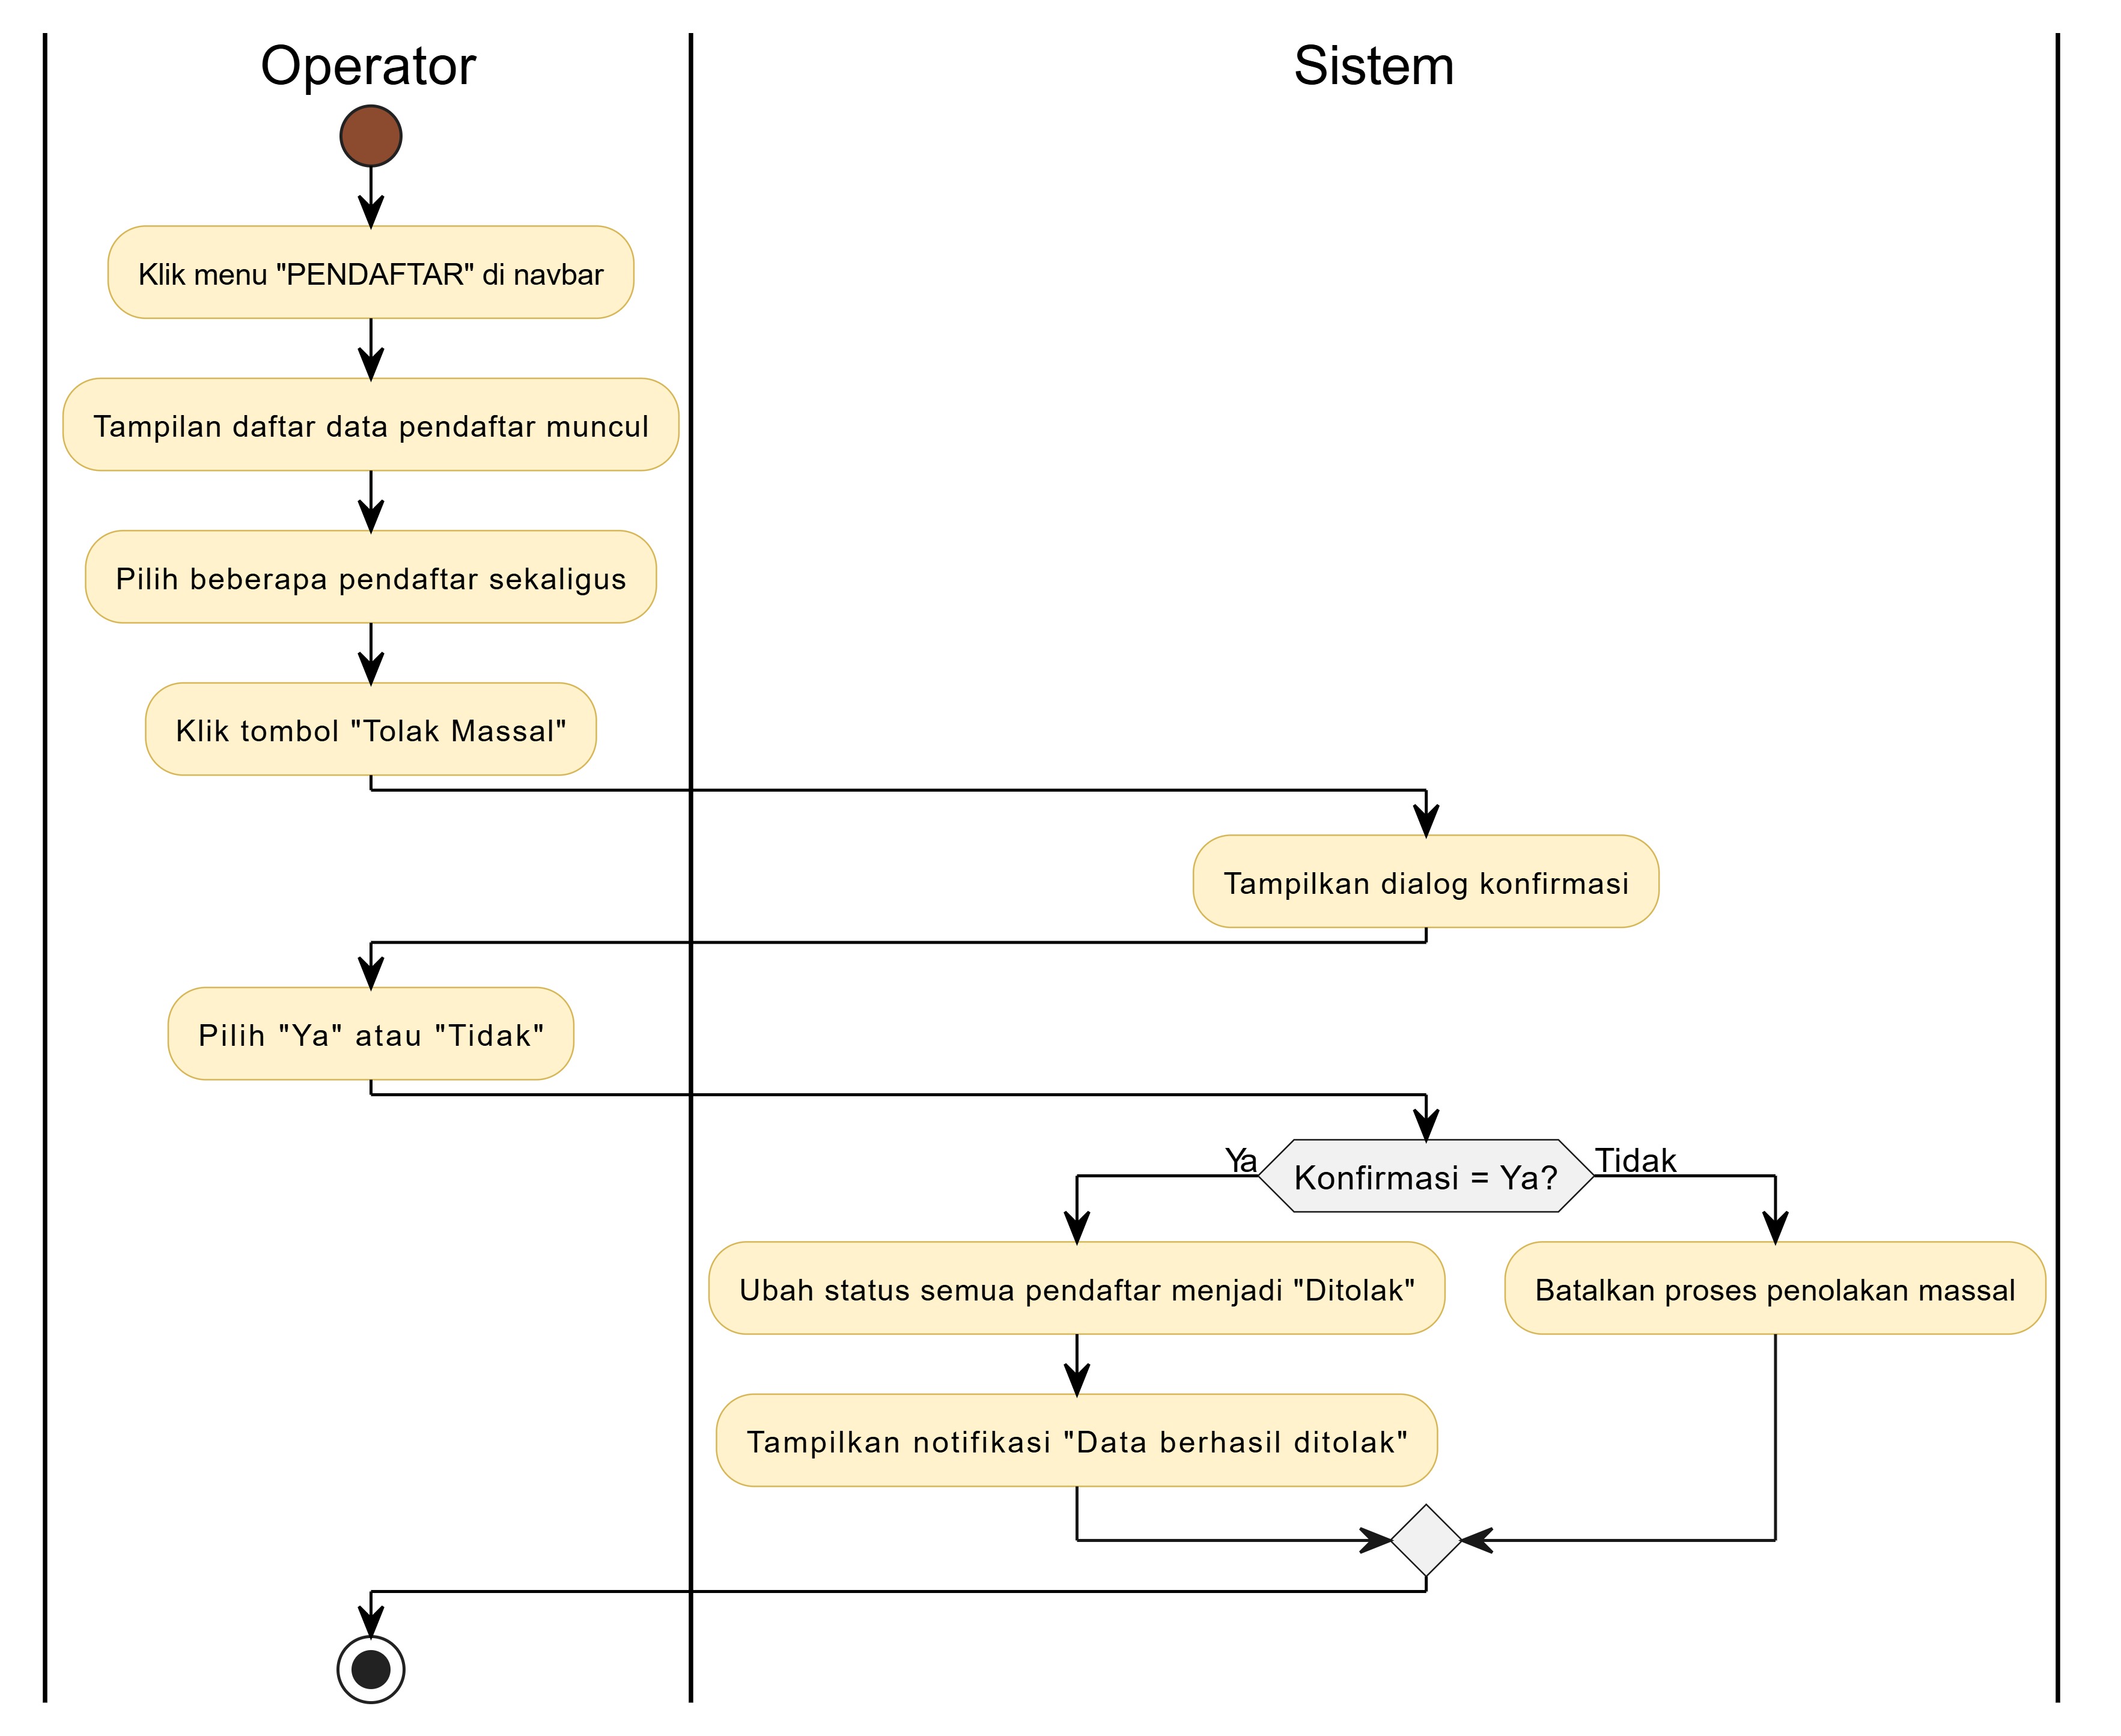 Operator
Sistem
Klik menu "PENDAFTAR" di navbar
Tampilan daftar data pendaftar muncul
Pilih beberapa pendaftar sekaligus
Klik tombol "Tolak Massal"
Tampilkan dialog konfirmasi
Pilih "Ya" atau "Tidak"
Ya
Konfirmasi = Ya?
Tidak
Ubah status semua pendaftar menjadi "Ditolak"
Batalkan proses penolakan massal
Tampilkan notifikasi "Data berhasil ditolak"